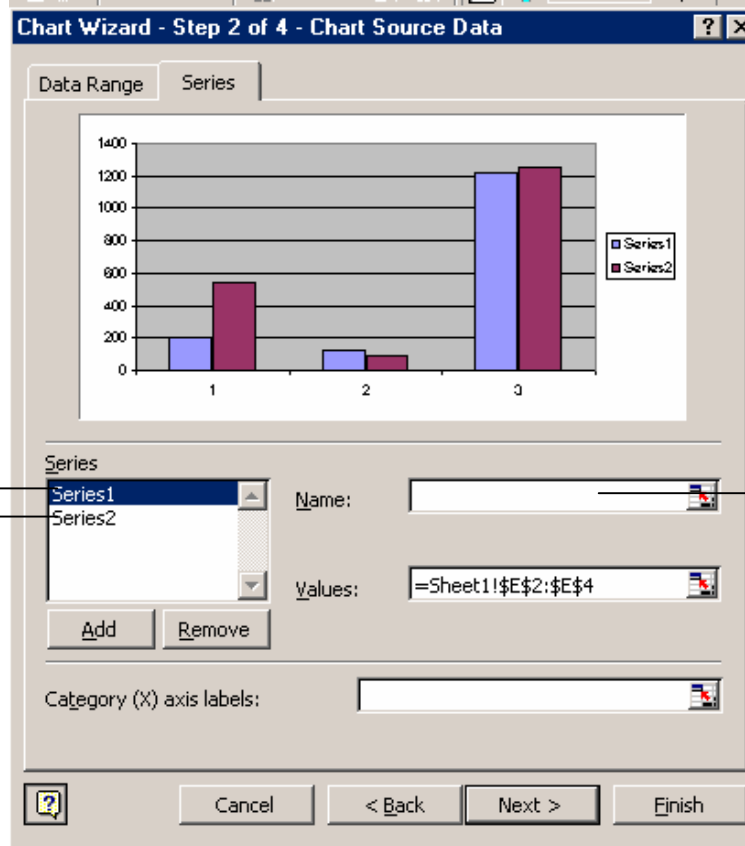 Chart Wizard - Step 2 of 4 - Chart Source Data
Data Range Series
1400
1200
1000
800
600
400
200
0
1 2 3
Series1
Series2
Series
Series1
Series2
Name:
Values: =Sheet1!$E$2:$E$4
Add Remove
Category (X) axis labels:
Cancel < Back Next > Finish